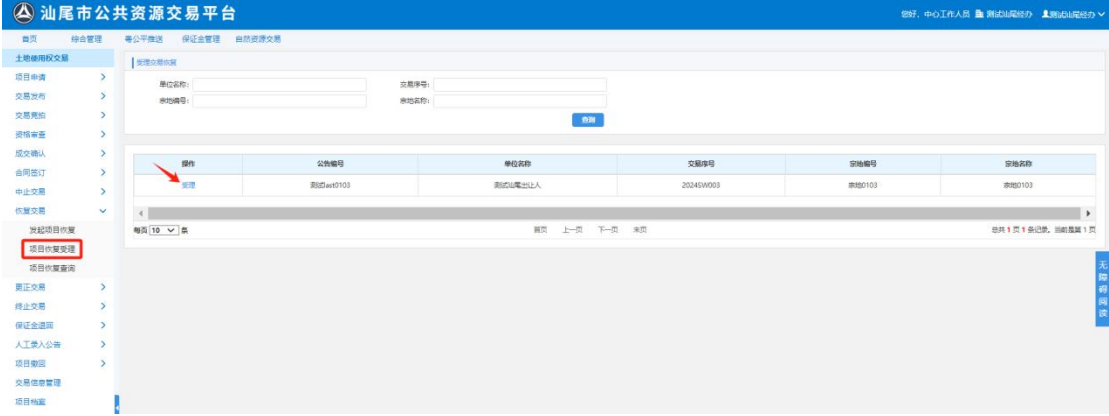 汕尾市公共资源交易平台
您好，中心工作人员 测试汕尾经办 测试汕尾经办
首页 综合管理 粤公平推送 保证金管理 自然资源交易
土地使用权交易
项目申请
交易发布
交易竞拍
资格审查
成交确认
合同签订
中止交易
恢复交易
发起项目恢复
项目恢复受理
项目恢复查询
更正交易
终止交易
保证金退回
人工录入公告
项目撤回
交易信息管理
项目档案
受理交易恢复
单位名称： 交易序号：
宗地编号： 宗地名称：
查询
操作 公告编号 单位名称 交易序号 宗地编号 宗地名称
受理 测试aet0103 测试汕尾出让人 2024SW003 宗地0103 宗地0103
每页 10 条 首页 上一页 下一页 末页 总共 1 页 1 条记录，当前是第 1 页
无障碍阅读